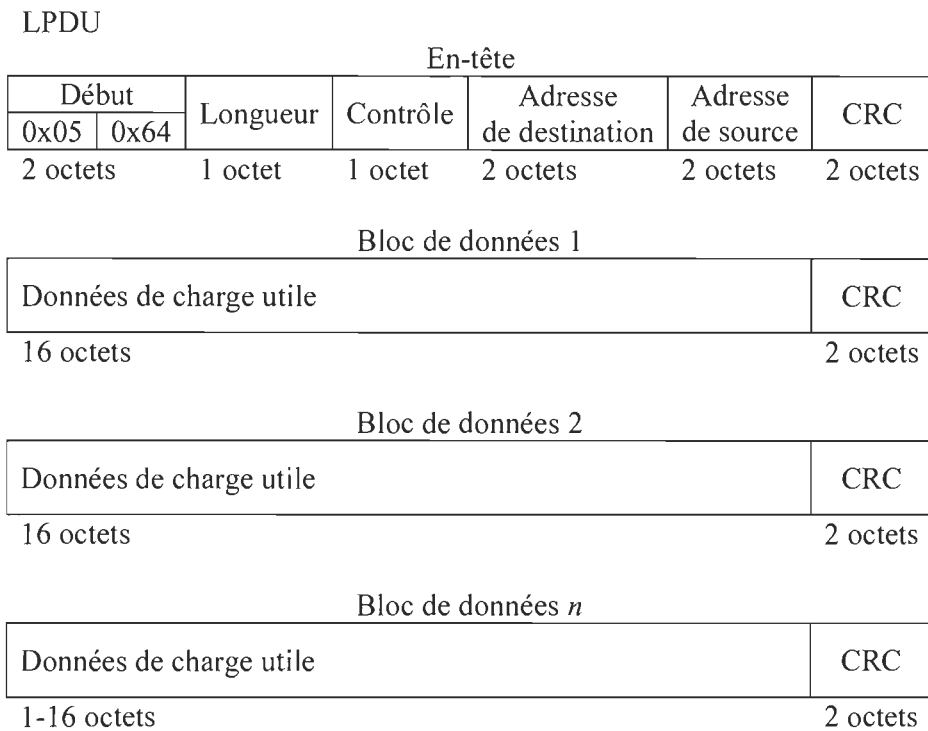 LPDU
En-tête
Début
0x05 0x64
Longueur
Contrôle
Adresse
de destination
Adresse
de source
CRC
2 octets 1 octet 1 octet 2 octets 2 octets 2 octets
Bloc de données 1
Données de charge utile CRC
16 octets 2 octets
Bloc de données 2
Données de charge utile CRC
16 octets 2 octets
Bloc de données n
Données de charge utile CRC
1-16 octets 2 octets